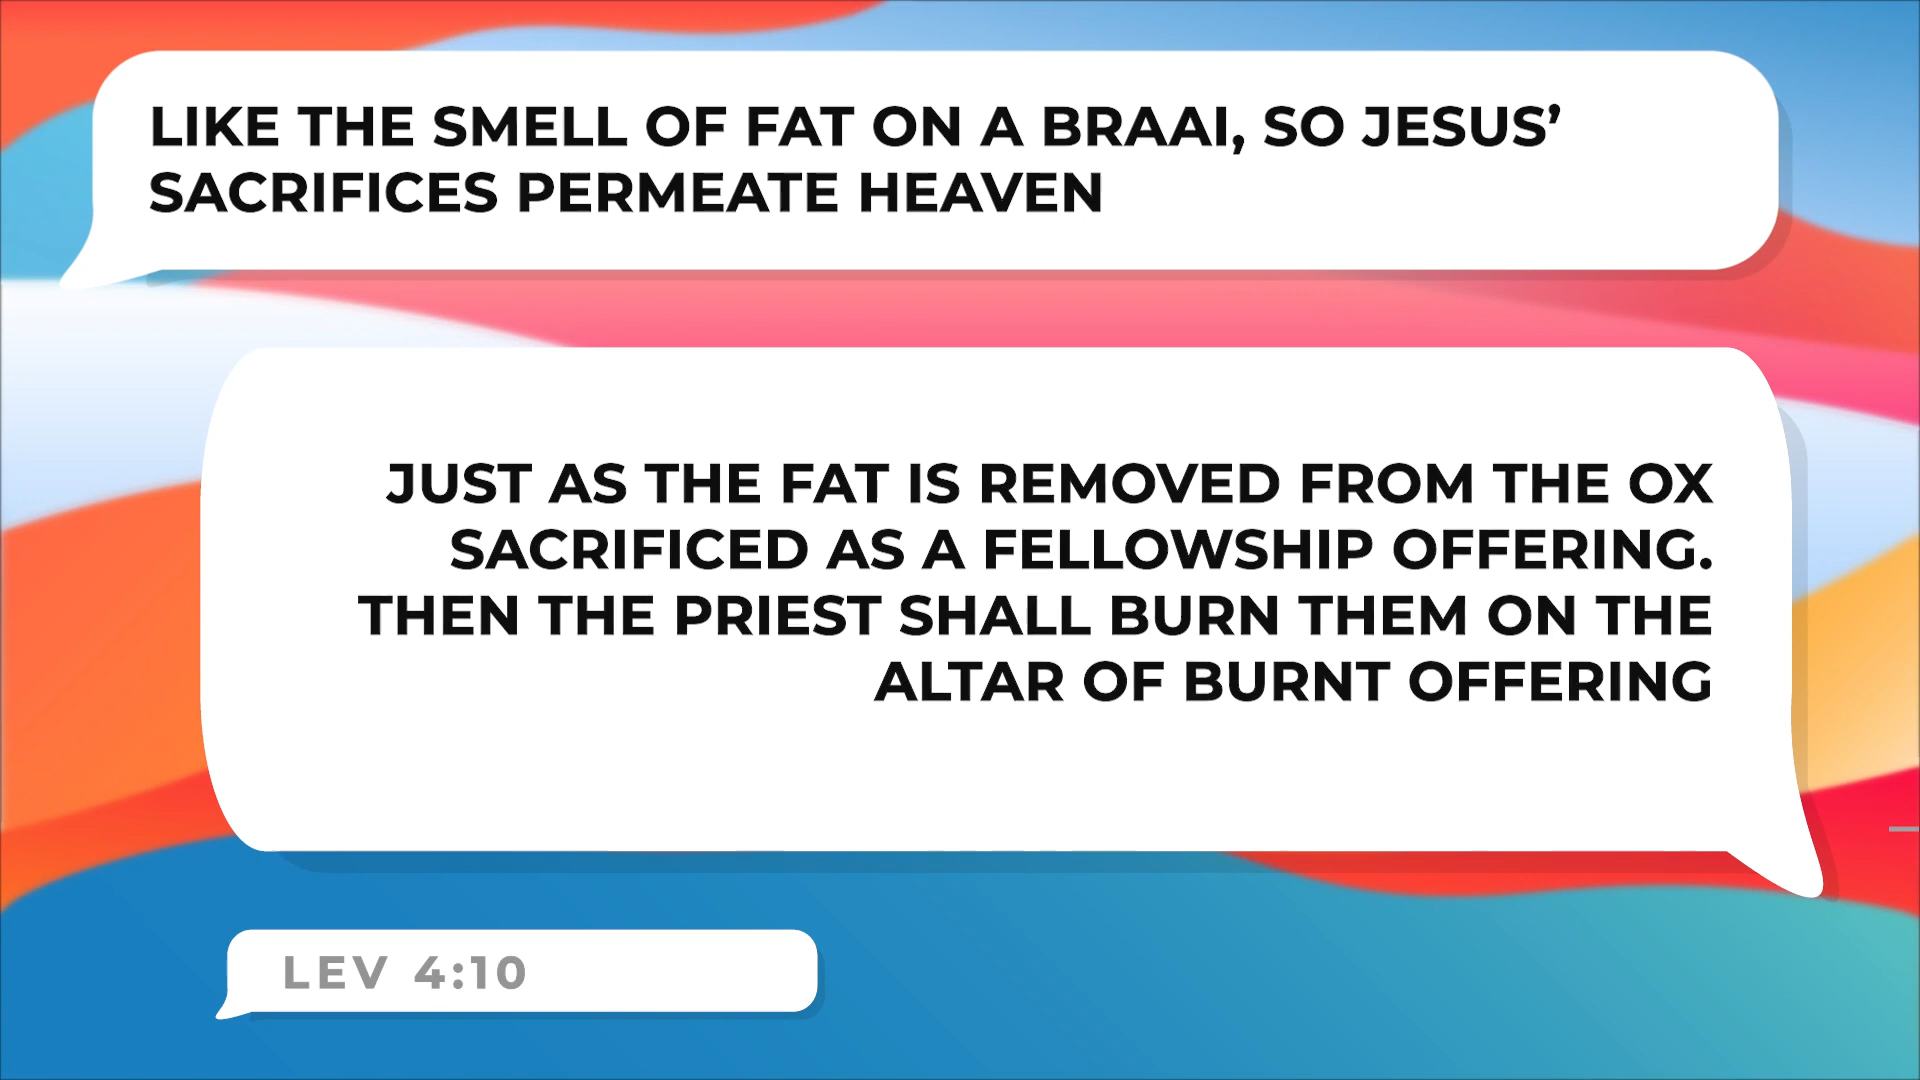 LIKE THE SMELL OF FAT ON A BRAAI, SO JESUS’
SACRIFICES PERMEATE HEAVEN
JUST AS THE FAT IS REMOVED FROM THE OX
SACRIFICED AS A FELLOWSHIP OFFERING.
THEN THE PRIEST SHALL BURN THEM ON THE
ALTAR OF BURNT OFFERING
LEV 4:10